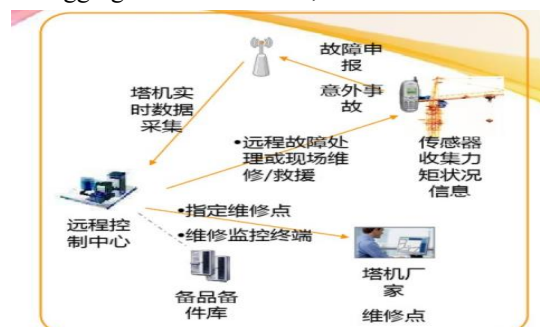 故障申
报
意外事
故
塔机实
时数据
采集
•远程故障处
理或现场维
修/救援
传感器
收集力
矩状况
信息
远程控
制中心
•指定维修点
•维修监控终端
备品备
件库
塔机厂
家
维修点